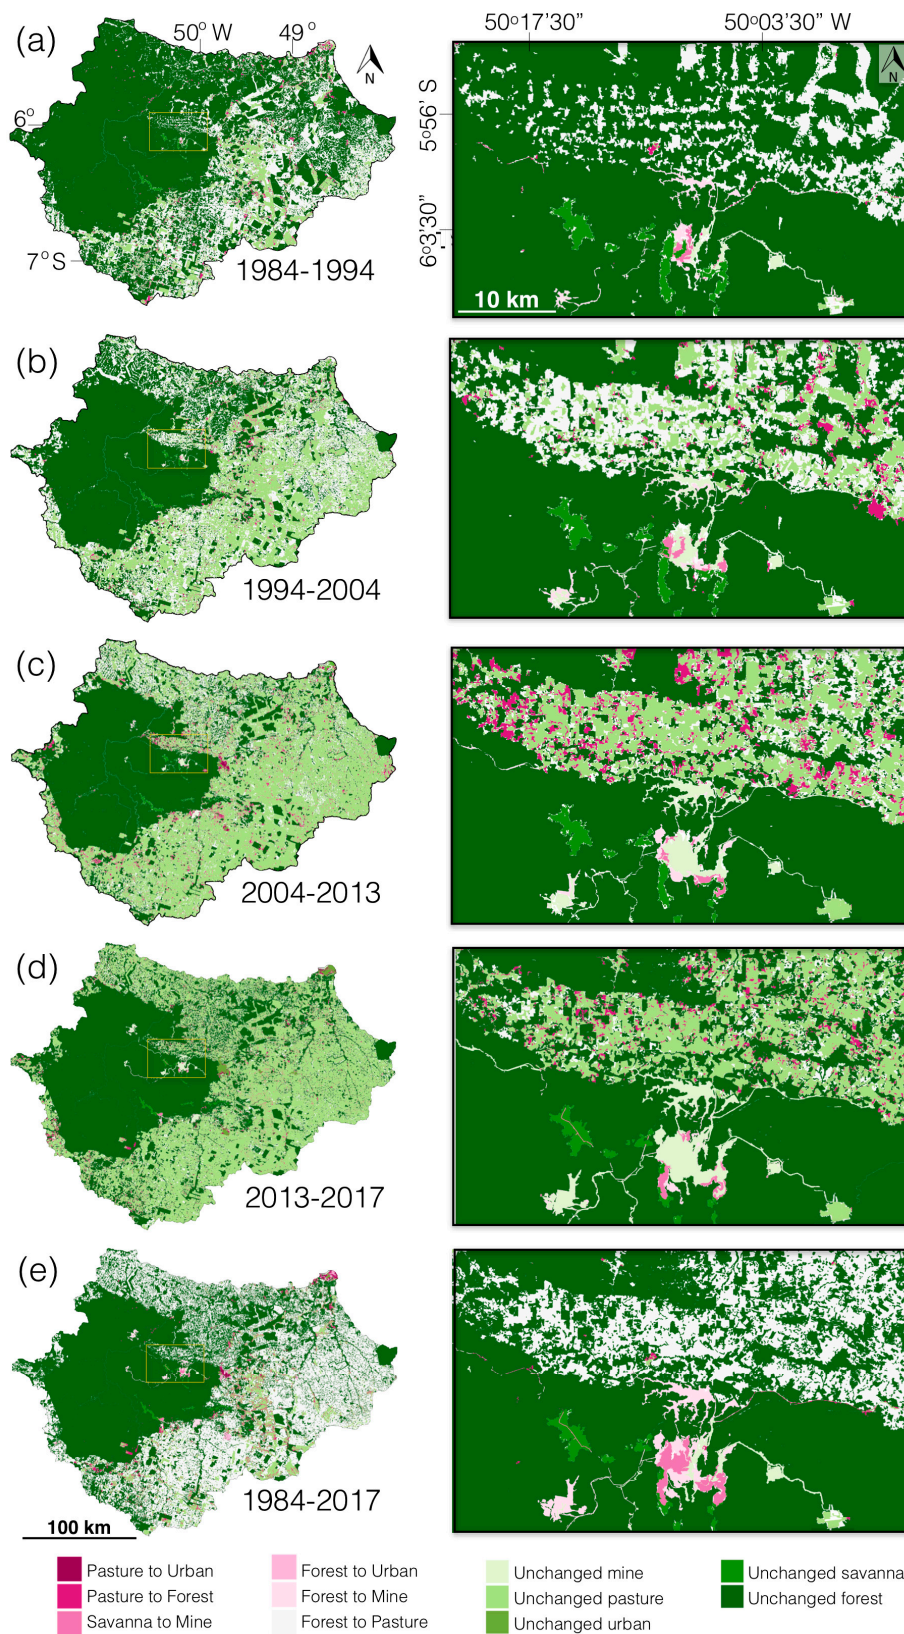 (a)
50° W
49°
N
6°
7° S
1984-1994
50°17'30"
50°03'30" W
N
5°56' S
6°3'30"
10 km
(b)
1994-2004
(c)
2004-2013
(d)
2013-2017
(e)
1984-2017
100 km
Pasture to Urban
Pasture to Forest
Savanna to Mine
Forest to Urban
Forest to Mine
Forest to Pasture
Unchanged mine
Unchanged pasture
Unchanged urban
Unchanged savanna
Unchanged forest